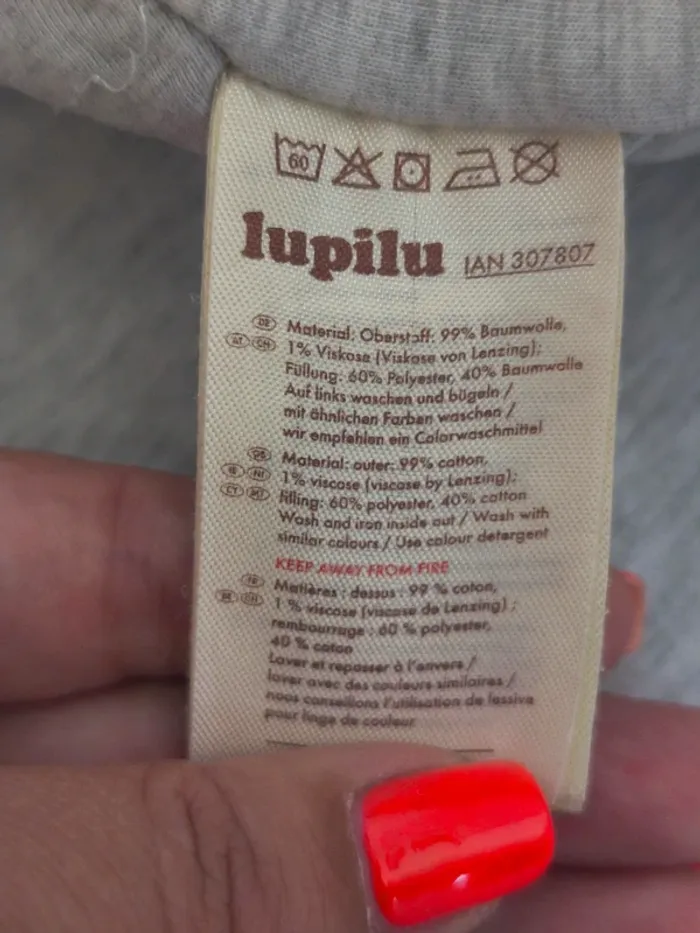 60
lupilu IAN 307807
DE Material: Oberstoff: 99% Baumwolle,
AT CH 1% Viskose (Viskose von Lenzing);
Füllung: 60% Polyester, 40% Baumwolle
Auf links waschen und bügeln /
mit ähnlichen Farben waschen /
wir empfehlen ein Colorwaschmittel
GB Material: outer: 99% cotton,
IE NI 1% viscose (viscose by Lenzing);
CY MT filling: 60% polyester, 40% cotton
Wash and iron inside out / Wash with
similar colours / Use colour detergent
KEEP AWAY FROM FIRE
FR Matières : dessus : 99 % coton,
BE CH 1 % viscose (viscose de Lenzing) ;
rembourrage : 60 % polyester,
40 % coton
Laver et repasser à l'envers /
laver avec des couleurs similaires /
nous conseillons l'utilisation de lessive
pour linge de couleur